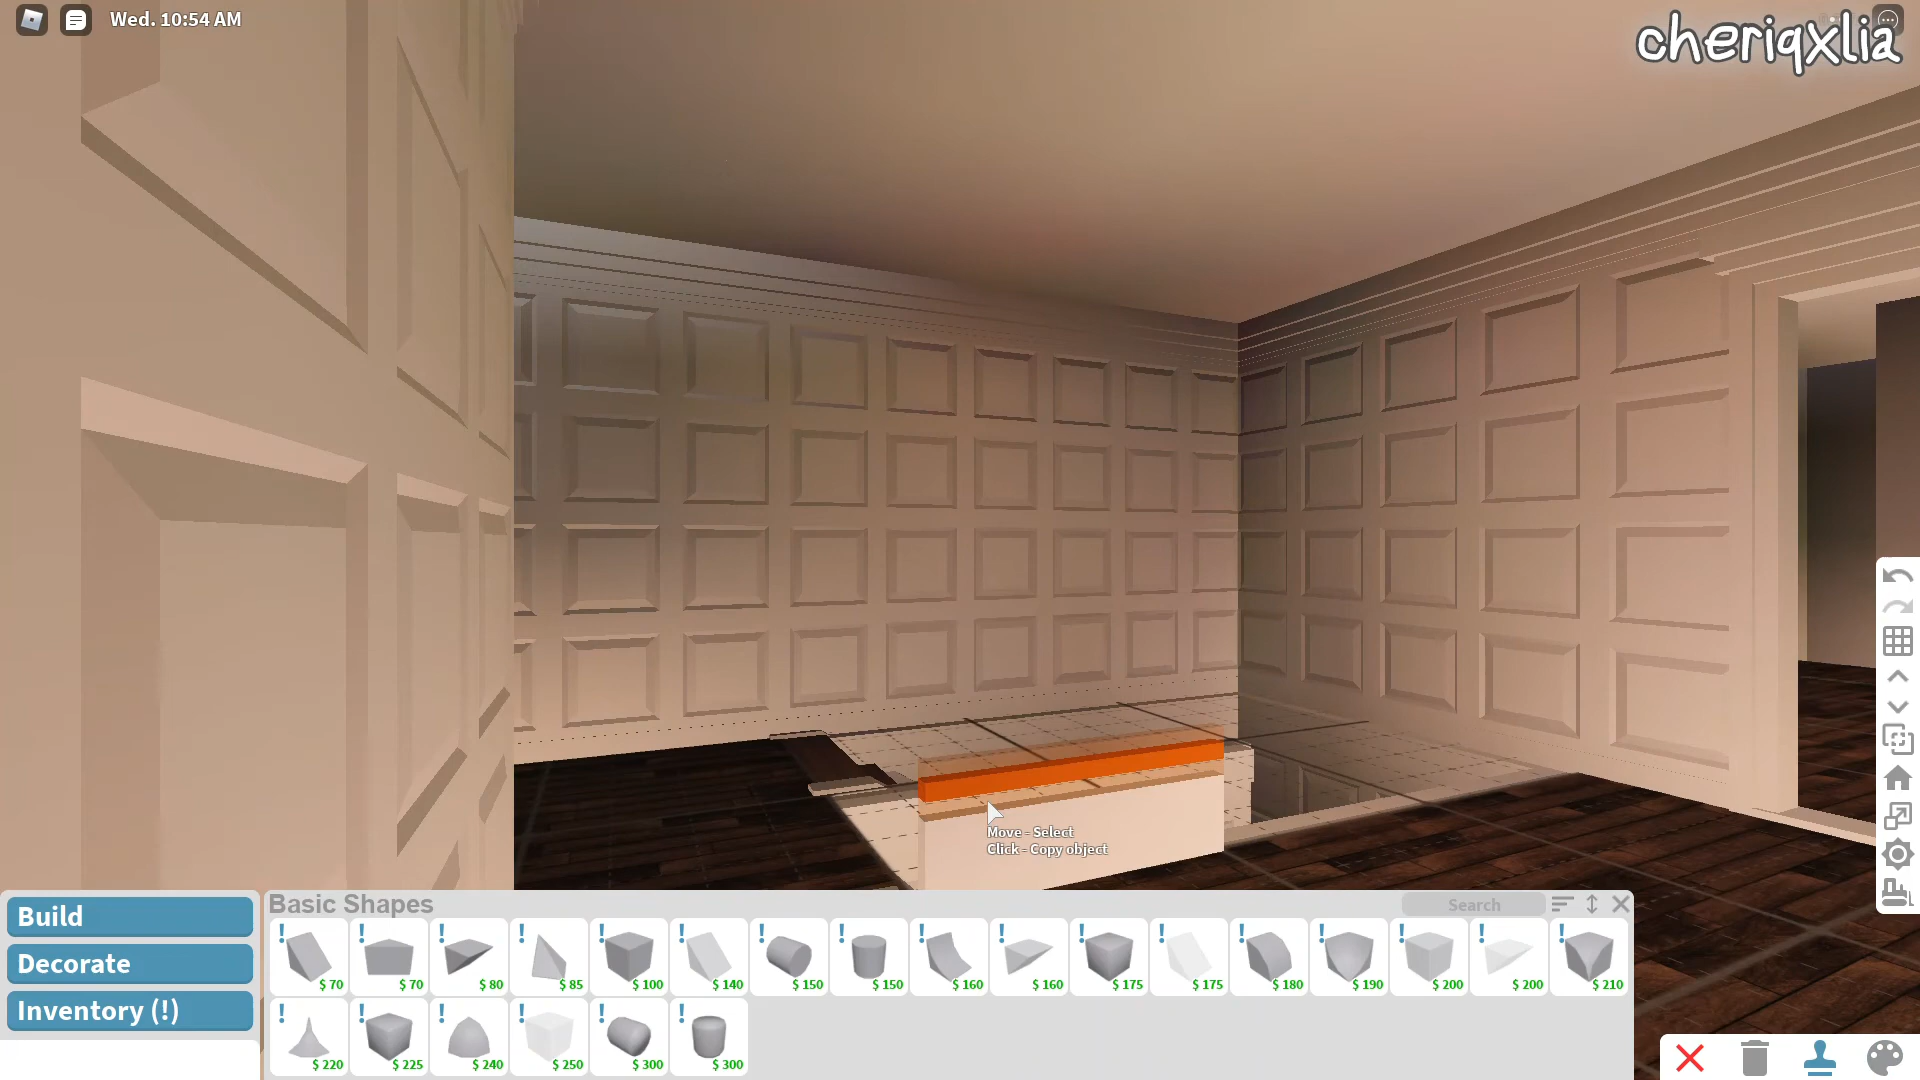 Wed. 10:54 AM
cheriqxlia
Move - Select
Click - Copy object
Build
Decorate
Inventory (!)
Basic Shapes
Search
! $ 70
! $ 70
! $ 80
! $ 85
! $ 100
! $ 140
! $ 150
! $ 150
! $ 160
! $ 160
! $ 175
! $ 175
! $ 180
! $ 190
! $ 200
! $ 200
! $ 210
! $ 220
! $ 225
! $ 240
! $ 250
! $ 300
! $ 300